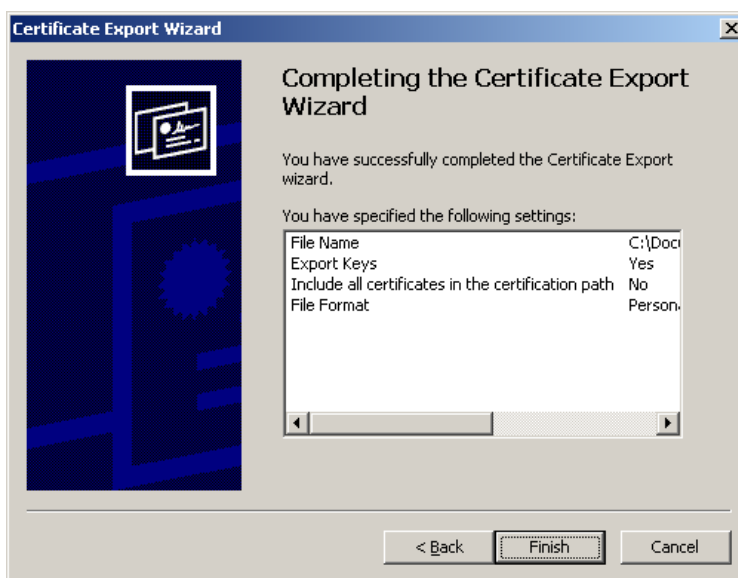 Certificate Export Wizard
Completing the Certificate Export
Wizard
You have successfully completed the Certificate Export
wizard.
You have specified the following settings:
File Name C:\Docu
Export Keys Yes
Include all certificates in the certification path No
File Format Persona
< Back Finish Cancel